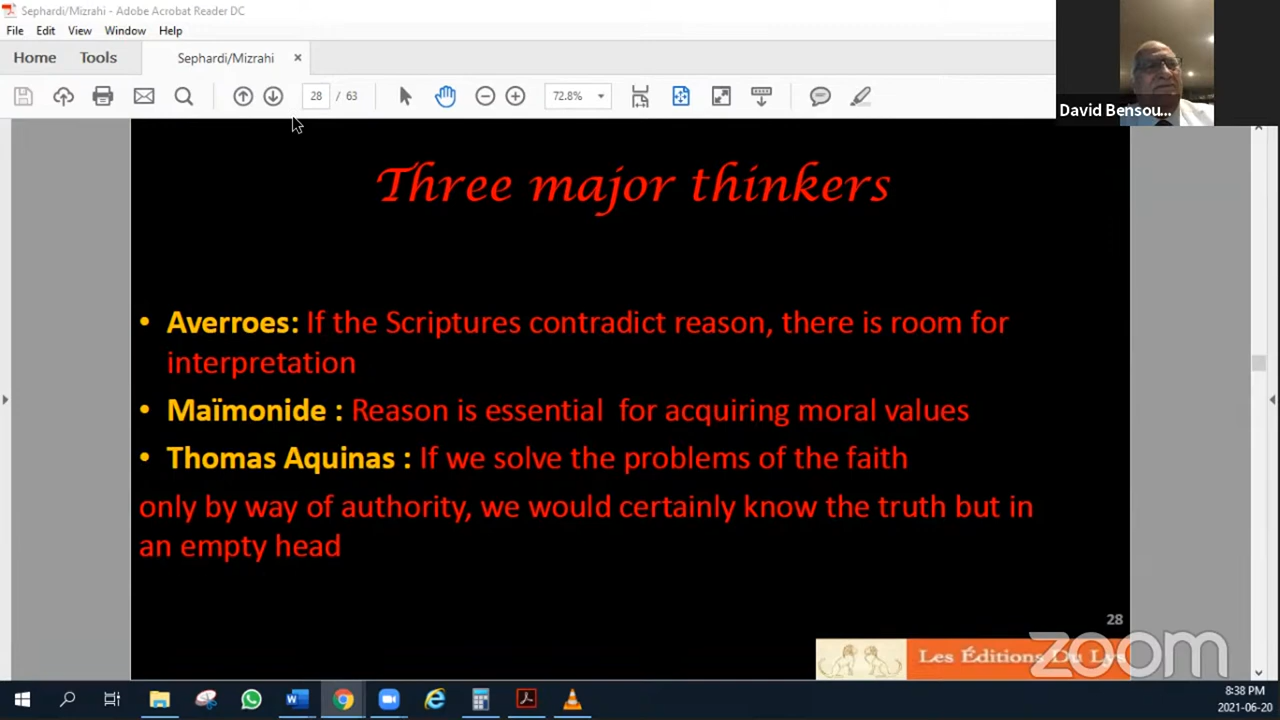 Sephardi/Mizrahi - Adobe Acrobat Reader DC
File Edit View Window Help
Home Tools Sephardi/Mizrahi ×
28 / 63 72.8%
David Bensou...
Three major thinkers
• Averroes: If the Scriptures contradict reason, there is room for
interpretation
• Maïmonide : Reason is essential for acquiring moral values
• Thomas Aquinas : If we solve the problems of the faith
only by way of authority, we would certainly know the truth but in
an empty head
28
Les Éditions Du Lys
zoom
8:38 PM
2021-06-20